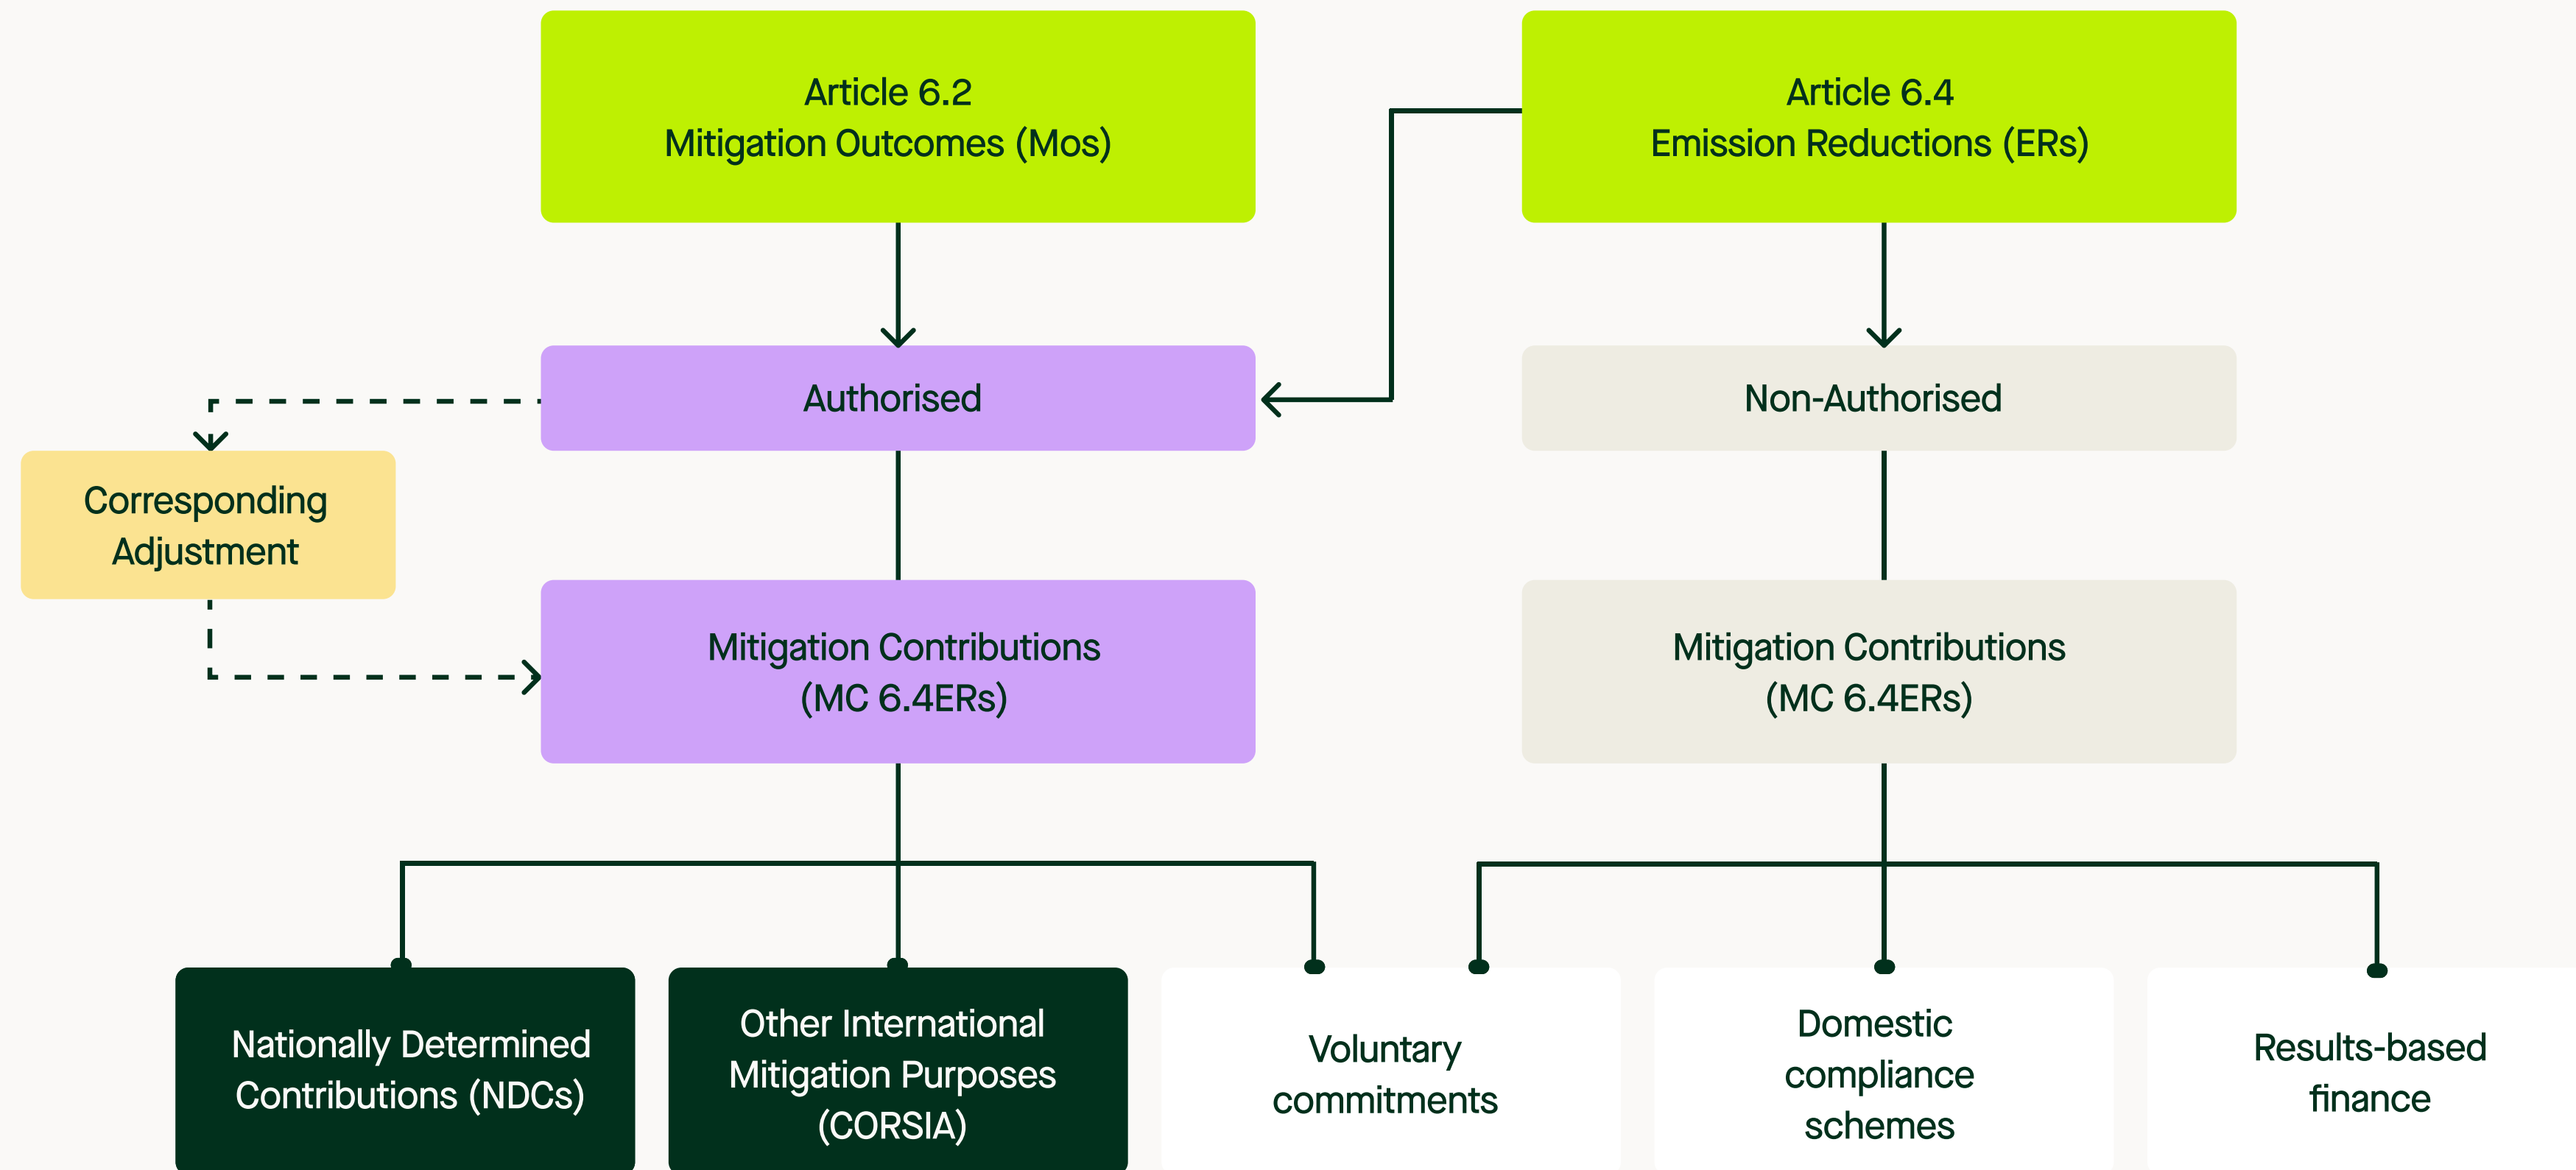 Article 6.2
Mitigation Outcomes (Mos)
Article 6.4
Emission Reductions (ERs)
Authorised
Non-Authorised
Corresponding
Adjustment
Mitigation Contributions
(MC 6.4ERs)
Mitigation Contributions
(MC 6.4ERs)
Nationally Determined
Contributions (NDCs)
Other International
Mitigation Purposes
(CORSIA)
Voluntary
commitments
Domestic
compliance
schemes
Results-based
finance